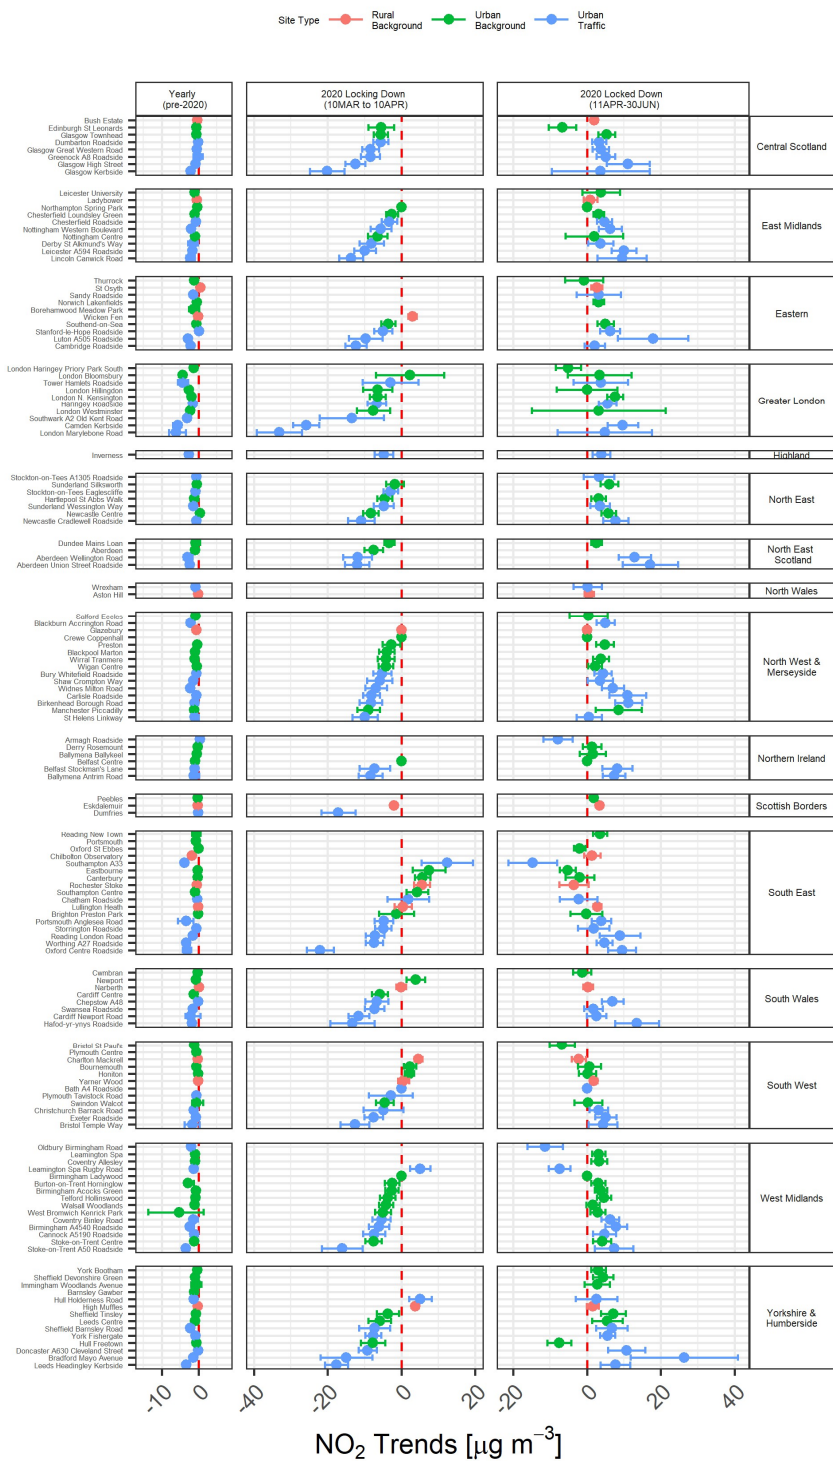 Site Type Rural Background Urban Background Urban Traffic
Yearly (pre-2020)
2020 Locking Down (10MAR to 10APR)
2020 Locked Down (11APR-30JUN)
Bush Estate
Edinburgh St Leonards
Glasgow Townhead
Dumbarton Roadside
Glasgow Great Western Road
Greenock A8 Roadside
Glasgow High Street
Glasgow Kerbside
Central Scotland
Leicester University
Ladybower
Northampton Spring Park
Chesterfield Loundsley Green
Chesterfield Roadside
Nottingham Western Boulevard
Nottingham Centre
Derby St Alkmund's Way
Leicester A594 Roadside
Lincoln Canwick Road
East Midlands
Thurrock
St Osyth
Sandy Roadside
Norwich Lakenfields
Borehamwood Meadow Park
Wicken Fen
Southend-on-Sea
Stanford-le-Hope Roadside
Luton A505 Roadside
Cambridge Roadside
Eastern
London Haringey Priory Park South
London Bloomsbury
Tower Hamlets Roadside
London Hillingdon
London N. Kensington
Haringey Roadside
London Westminster
Southwark A2 Old Kent Road
Camden Kerbside
London Marylebone Road
Greater London
Inverness
Highland
Stockton-on-Tees A1305 Roadside
Sunderland Silksworth
Stockton-on-Tees Eaglescliffe
Hartlepool St Abbs Walk
Sunderland Wessington Way
Newcastle Centre
Newcastle Cradlewell Roadside
North East
Dundee Mains Loan
Aberdeen
Aberdeen Wellington Road
Aberdeen Union Street Roadside
North East
Scotland
Wrexham
Aston Hill
North Wales
Salford Eccles
Blackburn Accrington Road
Glazebury
Crewe Coppenhall
Preston
Blackpool Marton
Wirral Tranmere
Wigan Centre
Bury Whitefield Roadside
Shaw Crompton Way
Widnes Milton Road
Carlisle Roadside
Birkenhead Borough Road
Manchester Piccadilly
St Helens Linkway
North West &
Merseyside
Armagh Roadside
Derry Rosemount
Ballymena Ballykeel
Belfast Centre
Belfast Stockman's Lane
Ballymena Antrim Road
Northern Ireland
Peebles
Eskdalemuir
Dumfries
Scottish Borders
Reading New Town
Portsmouth
Oxford St Ebbes
Chilbolton Observatory
Southampton A33
Eastbourne
Canterbury
Rochester Stoke
Southampton Centre
Chatham Roadside
Lullington Heath
Brighton Preston Park
Portsmouth Anglesea Road
Storrington Roadside
Reading London Road
Worthing A27 Roadside
Oxford Centre Roadside
South East
Cwmbran
Newport
Narberth
Cardiff Centre
Chepstow A48
Swansea Roadside
Cardiff Newport Road
Hafod-yr-ynys Roadside
South Wales
Bristol St Paul's
Plymouth Centre
Charlton Mackrell
Bournemouth
Honiton
Yarner Wood
Bath A4 Roadside
Plymouth Tavistock Road
Swindon Walcot
Christchurch Barrack Road
Exeter Roadside
Bristol Temple Way
South West
Oldbury Birmingham Road
Leamington Spa
Coventry Allesley
Leamington Spa Rugby Road
Birmingham Ladywood
Burton-on-Trent Horninglow
Birmingham Acocks Green
Telford Hollinswood
Walsall Woodlands
West Bromwich Kenrick Park
Coventry Binley Road
Birmingham A4540 Roadside
Cannock A5190 Roadside
Stoke-on-Trent Centre
Stoke-on-Trent A50 Roadside
West Midlands
York Bootham
Sheffield Devonshire Green
Immingham Woodlands Avenue
Barnsley Gawber
Hull Holderness Road
High Muffles
Sheffield Tinsley
Leeds Centre
Sheffield Barnsley Road
York Fishergate
Hull Freetown
Doncaster A630 Cleveland Street
Bradford Mayo Avenue
Leeds Headingley Kerbside
Yorkshire &
Humberside
-10 0 -40 -20 0 20 -20 0 20 40
NO₂ Trends [μg m⁻³]